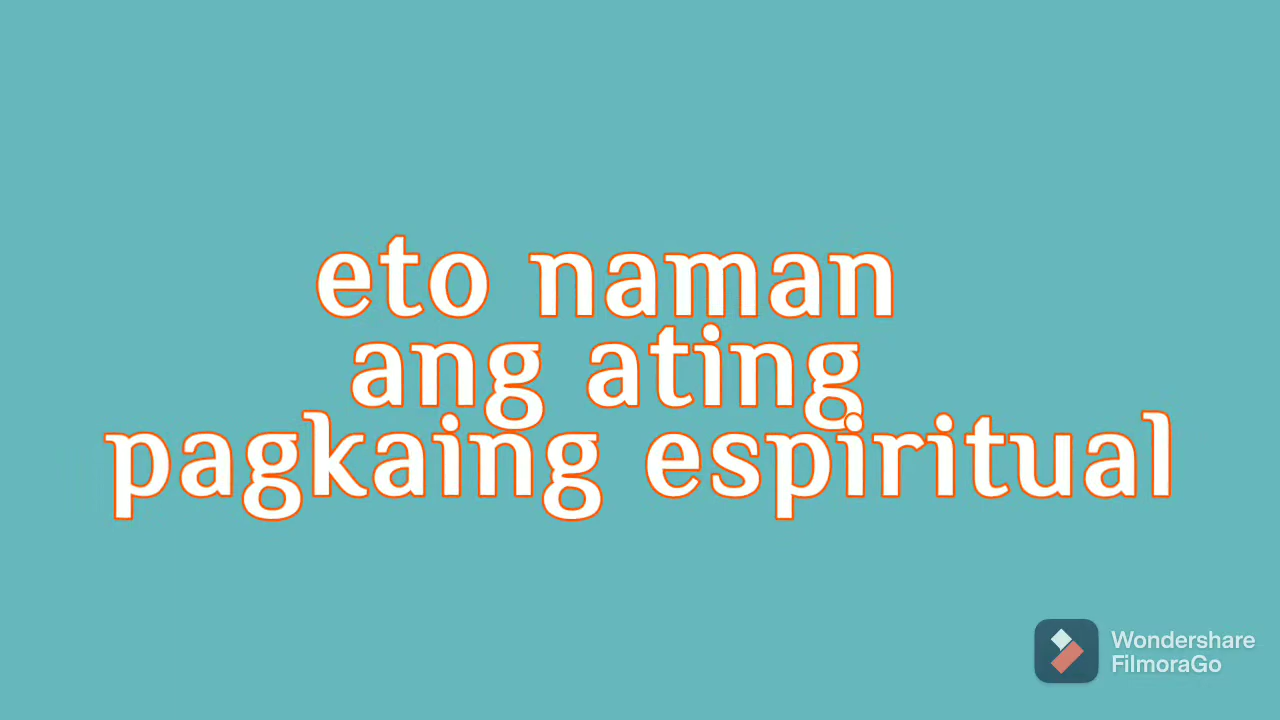 eto naman
ang ating
pagkaing espiritual
Wondershare
FilmoraGo